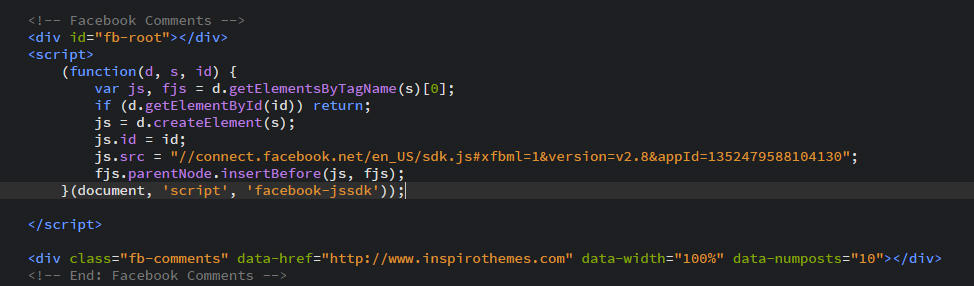 <!-- Facebook Comments -->
<div id="fb-root"></div>
<script>
(function(d, s, id) {
var js, fjs = d.getElementsByTagName(s)[0];
if (d.getElementById(id)) return;
js = d.createElement(s);
js.id = id;
js.src = "//connect.facebook.net/en_US/sdk.js#xfbml=1&version=v2.8&appId=1352479588104130";
fjs.parentNode.insertBefore(js, fjs);
}(document, 'script', 'facebook-jssdk'));
</script>
<div class="fb-comments" data-href="http://www.inspirothemes.com" data-width="100%" data-numposts="10"></div>
<!-- End: Facebook Comments -->